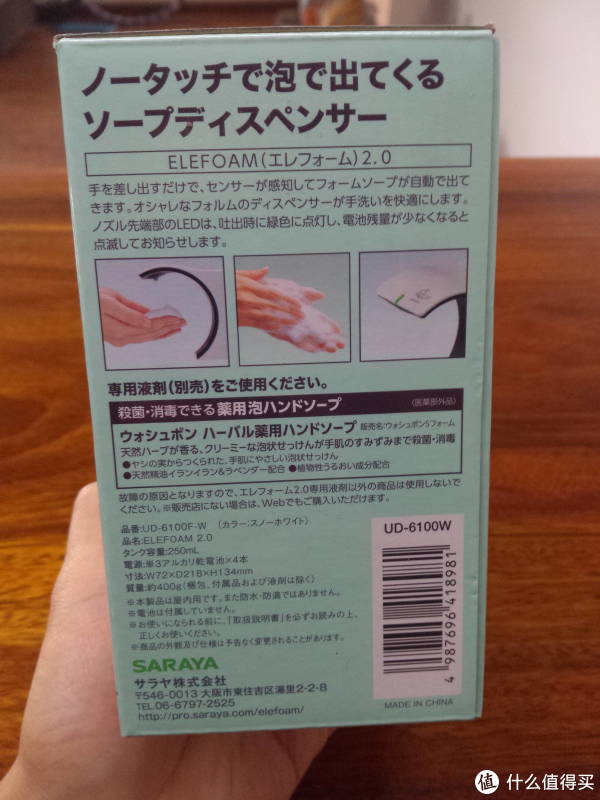 ノータッチで泡で出てくる
ソープディスペンサー
ELEFOAM(エレフォーム)2.0
手を差し出すだけで、センサーが感知してフォームソープが自動で出て
きます。オシャレなフォルムのディスペンサーが手洗いを快適にします。
ノズル先端部のLEDは、吐出時に緑色に点灯し、電池残量が少なくなると
点滅してお知らせします。
専用液剤(別売)をご使用ください。
殺菌・消毒できる薬用泡ハンドソープ 〈医薬部外品〉
ウォシュボン ハーバル薬用ハンドソープ 販売名:ウォシュボンSフォーム
天然ハーブが香る、クリーミーな泡状せっけんが手肌のすみずみまで殺菌・消毒
●ヤシの実からつくられた、手肌にやさしい泡状せっけん
●天然精油イランイラン&ラベンダー配合 ●植物性うるおい成分配合
故障の原因となりますので、エレフォーム2.0専用液剤以外の商品は使用しないで
ください。※販売店にない場合は、Webでもご購入いただけます。
品番:UD-6100F-W (カラー:スノーホワイト)
品名:ELEFOAM 2.0
タンク容量:250mL
電源:単3アルカリ乾電池×4本
寸法:W72×D218×H134mm
質量:約400g(梱包、付属品および液剤は除く)
※本製品は屋内用です。また防水・防湿ではありません。
※電池は付属していません。
※お使いになられる前に、「取扱説明書」を必ずお読みの上、
正しくお使いください。
※商品の外観及び仕様は予告なく変更されることがあります。
SARAYA
サラヤ株式会社
〒546-0013 大阪市東住吉区湯里2-2-8
TEL.06-6797-2525
http://pro.saraya.com/elefoam/
UD-6100W
4 987696 418981
MADE IN CHINA
值 什么值得买